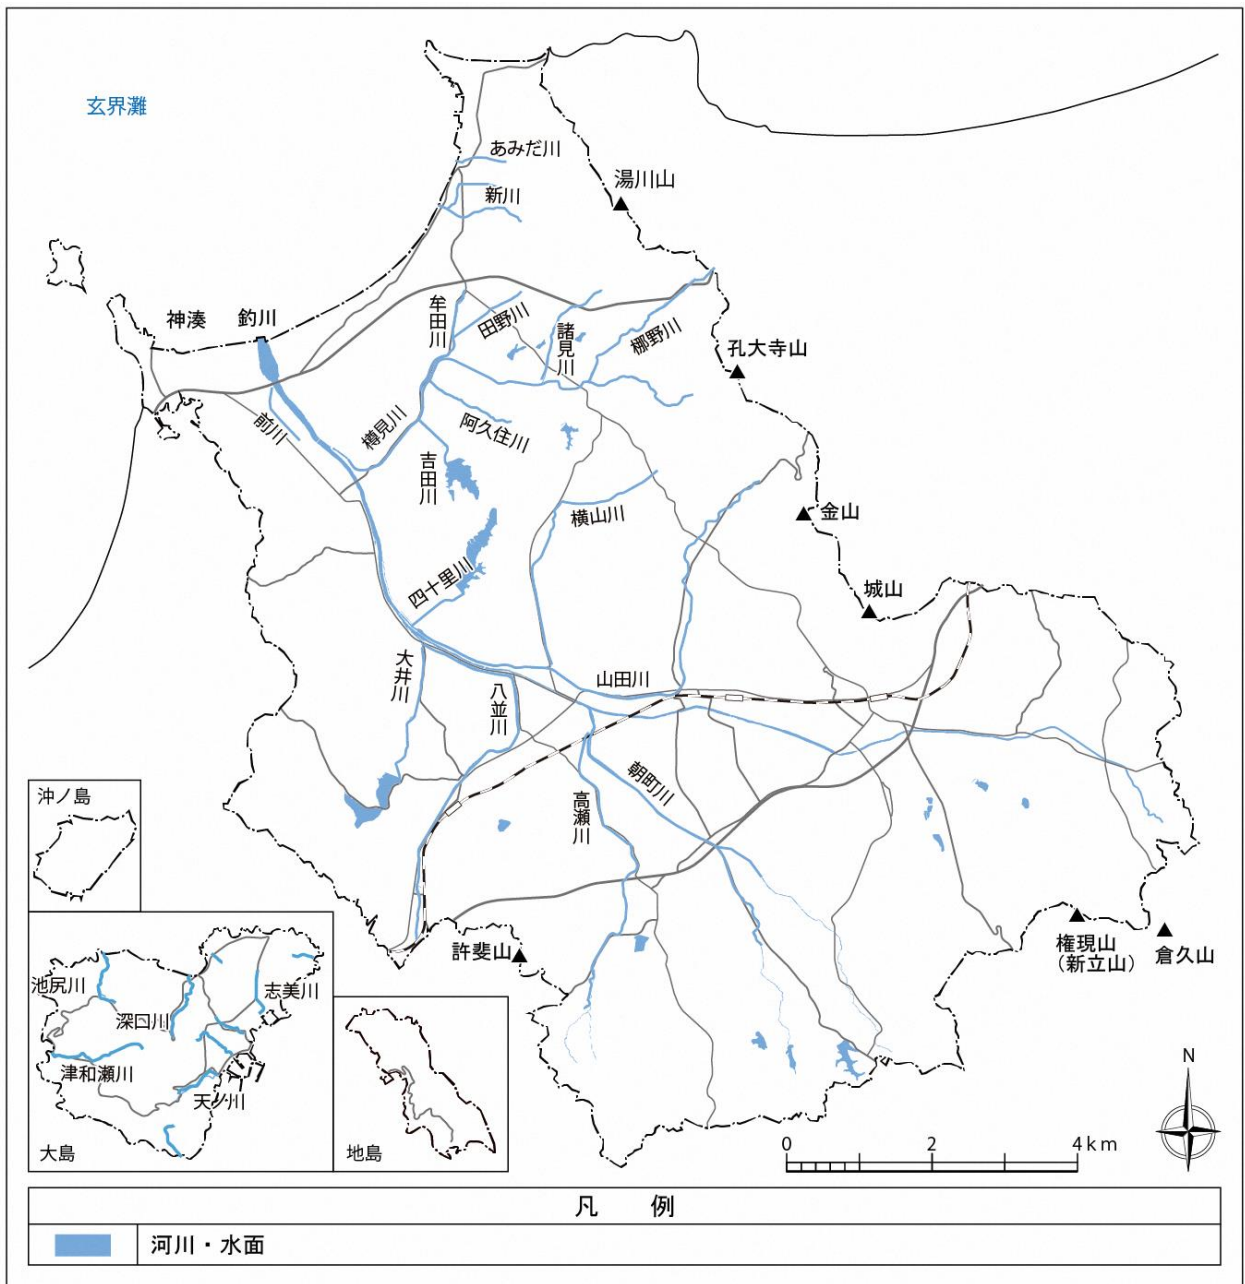 玄界灘
あみだ川
湯川山
新川
神湊
釣川
牟田川
田野川
諸見川
梛野川
孔大寺山
前川
樽見川
阿久住川
吉田川
横山川
金山
四十里川
城山
大井川
山田川
八並川
朝町川
高瀬川
沖ノ島
許斐山
権現山
(新立山)
倉久山
池尻川
志美川
深口川
津和瀬川
天ノ川
大島
地島
N
0 2 4km
凡 例
河川・水面